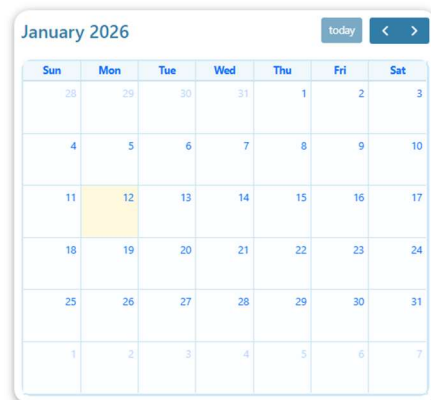 January 2026 today < >
Sun Mon Tue Wed Thu Fri Sat
28 29 30 31 1 2 3
4 5 6 7 8 9 10
11 12 13 14 15 16 17
18 19 20 21 22 23 24
25 26 27 28 29 30 31
1 2 3 4 5 6 7